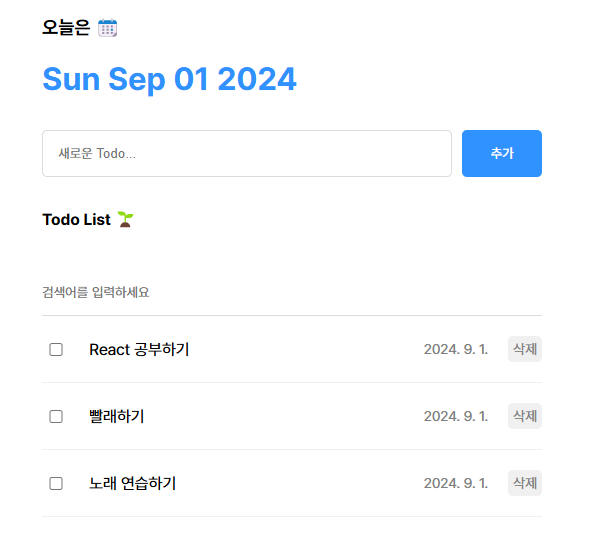 오늘은 📅
Sun Sep 01 2024
새로운 Todo...
추가
Todo List 🌱
검색어를 입력하세요
React 공부하기 2024. 9. 1. 삭제
빨래하기 2024. 9. 1. 삭제
노래 연습하기 2024. 9. 1. 삭제